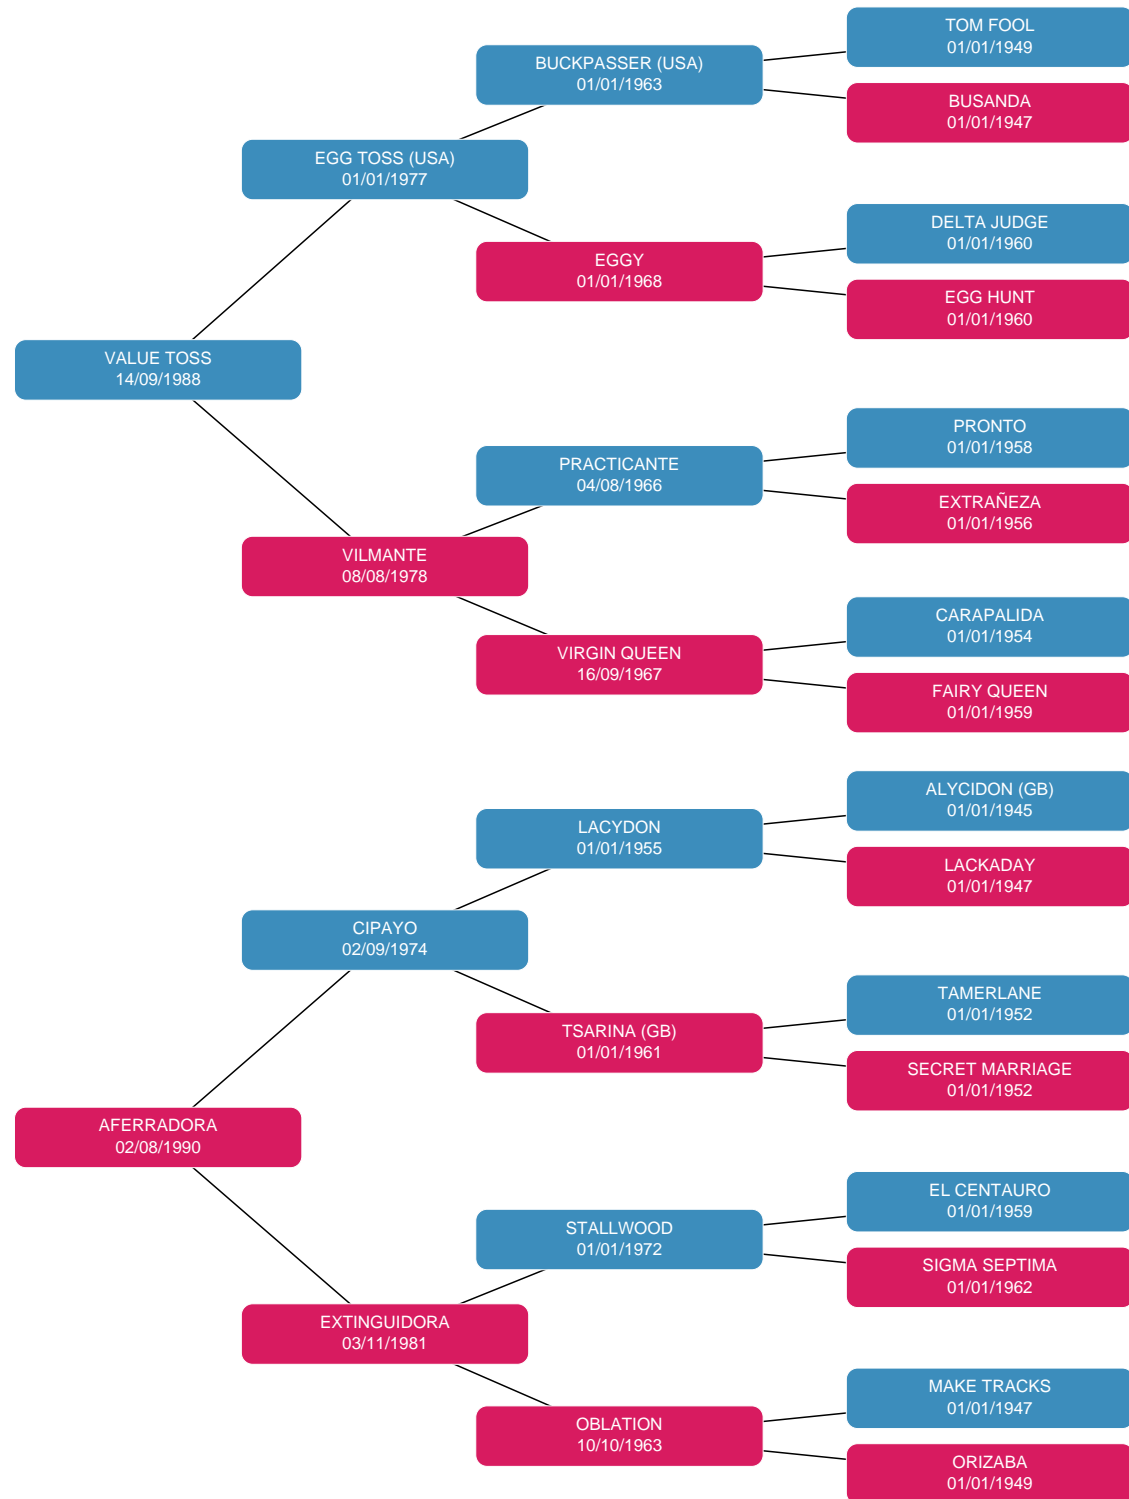 TOM FOOL
01/01/1949
BUCKPASSER (USA)
01/01/1963
BUSANDA
01/01/1947
EGG TOSS (USA)
01/01/1977
DELTA JUDGE
01/01/1960
EGGY
01/01/1968
EGG HUNT
01/01/1960
VALUE TOSS
14/09/1988
PRONTO
01/01/1958
PRACTICANTE
04/08/1966
EXTRAÑEZA
01/01/1956
VILMANTE
08/08/1978
CARAPALIDA
01/01/1954
VIRGIN QUEEN
16/09/1967
FAIRY QUEEN
01/01/1959
ALYCIDON (GB)
01/01/1945
LACYDON
01/01/1955
LACKADAY
01/01/1947
CIPAYO
02/09/1974
TAMERLANE
01/01/1952
TSARINA (GB)
01/01/1961
SECRET MARRIAGE
01/01/1952
AFERRADORA
02/08/1990
EL CENTAURO
01/01/1959
STALLWOOD
01/01/1972
SIGMA SEPTIMA
01/01/1962
EXTINGUIDORA
03/11/1981
MAKE TRACKS
01/01/1947
OBLATION
10/10/1963
ORIZABA
01/01/1949